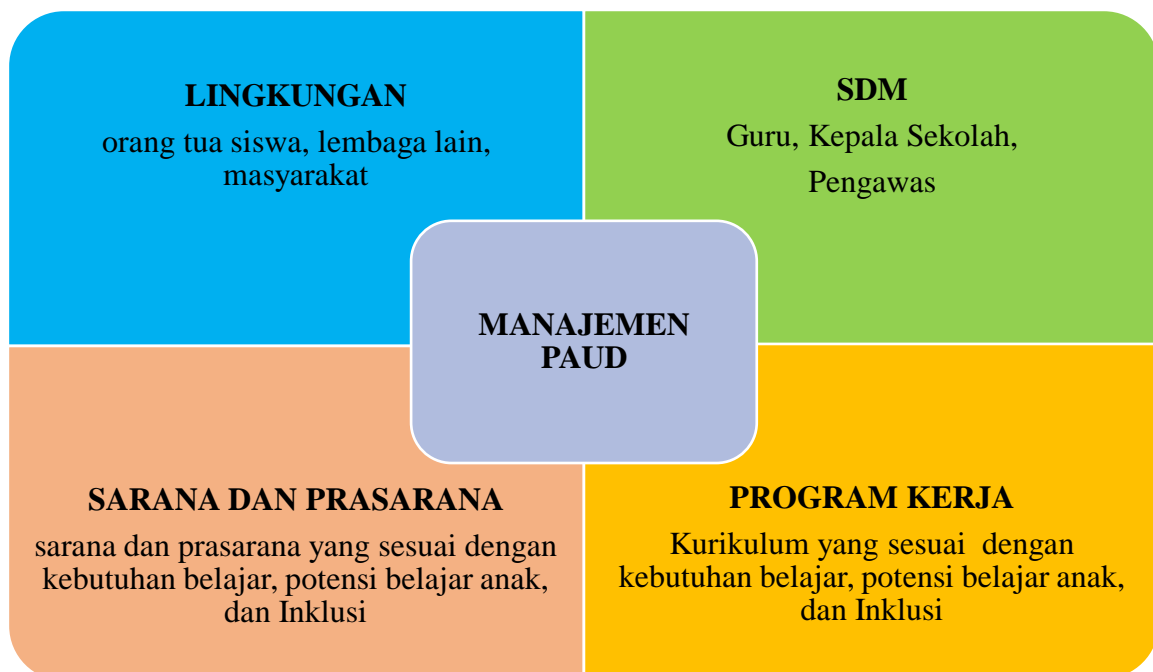 LINGKUNGAN
orang tua siswa, lembaga lain,
masyarakat
SDM
Guru, Kepala Sekolah,
Pengawas
MANAJEMEN
PAUD
SARANA DAN PRASARANA
sarana dan prasarana yang sesuai dengan
kebutuhan belajar, potensi belajar anak,
dan Inklusi
PROGRAM KERJA
Kurikulum yang sesuai dengan
kebutuhan belajar, potensi belajar anak,
dan Inklusi